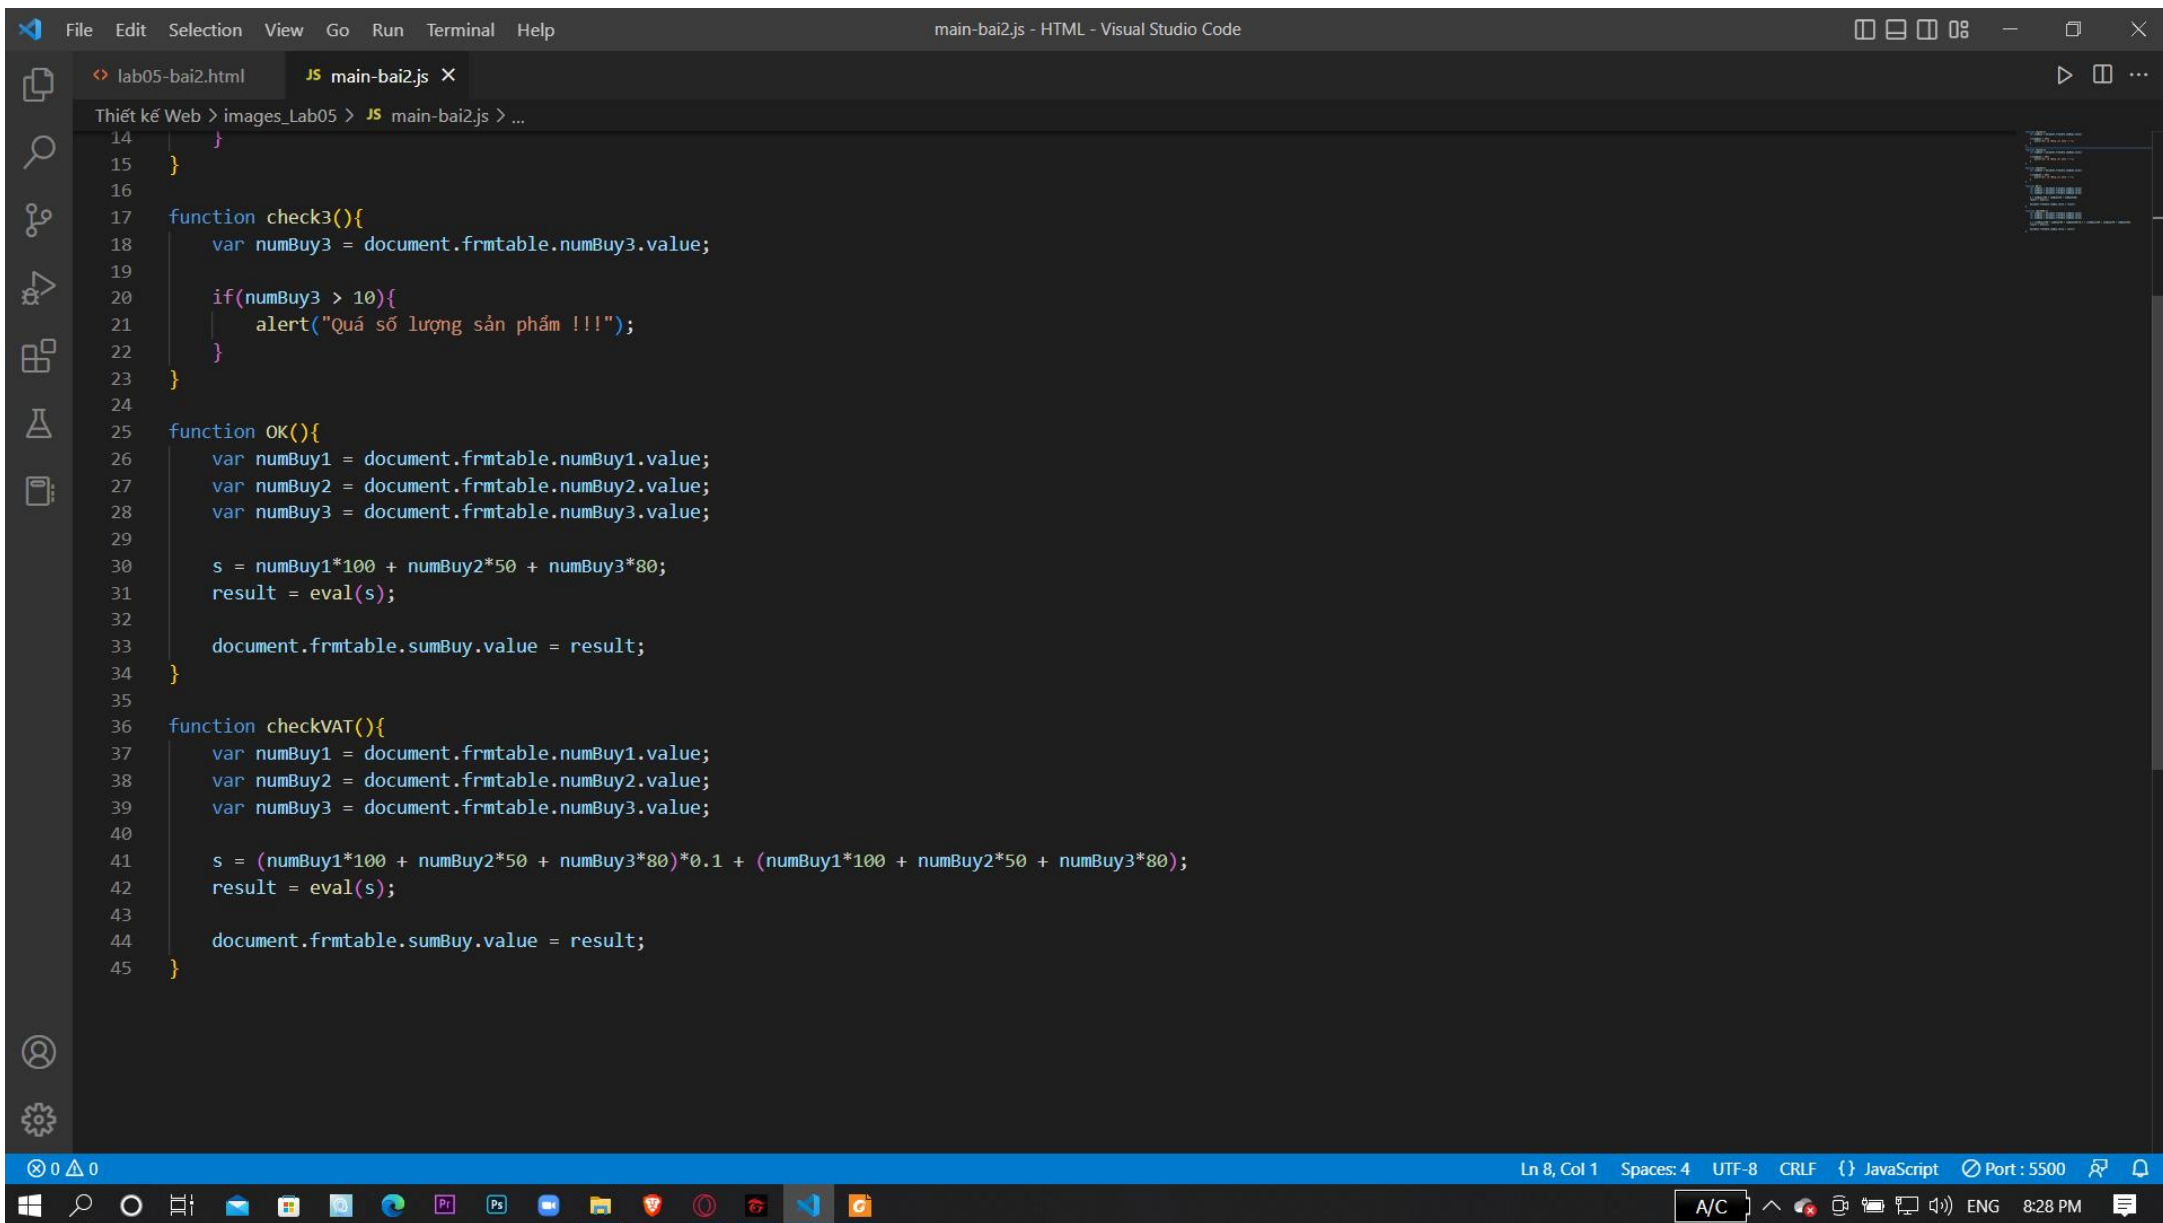 File Edit Selection View Go Run Terminal Help main-bai2.js - HTML - Visual Studio Code
<> lab05-bai2.html JS main-bai2.js
Thiết kế Web > images_Lab05 > JS main-bai2.js > ...
14 }
15 }
16
17 function check3(){
18 var numBuy3 = document.frmtable.numBuy3.value;
19
20 if(numBuy3 > 10){
21 alert("Quá số lượng sản phẩm !!!");
22 }
23 }
24
25 function OK(){
26 var numBuy1 = document.frmtable.numBuy1.value;
27 var numBuy2 = document.frmtable.numBuy2.value;
28 var numBuy3 = document.frmtable.numBuy3.value;
29
30 s = numBuy1*100 + numBuy2*50 + numBuy3*80;
31 result = eval(s);
32
33 document.frmtable.sumBuy.value = result;
34 }
35
36 function checkVAT(){
37 var numBuy1 = document.frmtable.numBuy1.value;
38 var numBuy2 = document.frmtable.numBuy2.value;
39 var numBuy3 = document.frmtable.numBuy3.value;
40
41 s = (numBuy1*100 + numBuy2*50 + numBuy3*80)*0.1 + (numBuy1*100 + numBuy2*50 + numBuy3*80);
42 result = eval(s);
43
44 document.frmtable.sumBuy.value = result;
45 }
0 0 Ln 8, Col 1 Spaces: 4 UTF-8 CRLF {} JavaScript Port : 5500
Pr Ps A/C ENG 8:28 PM